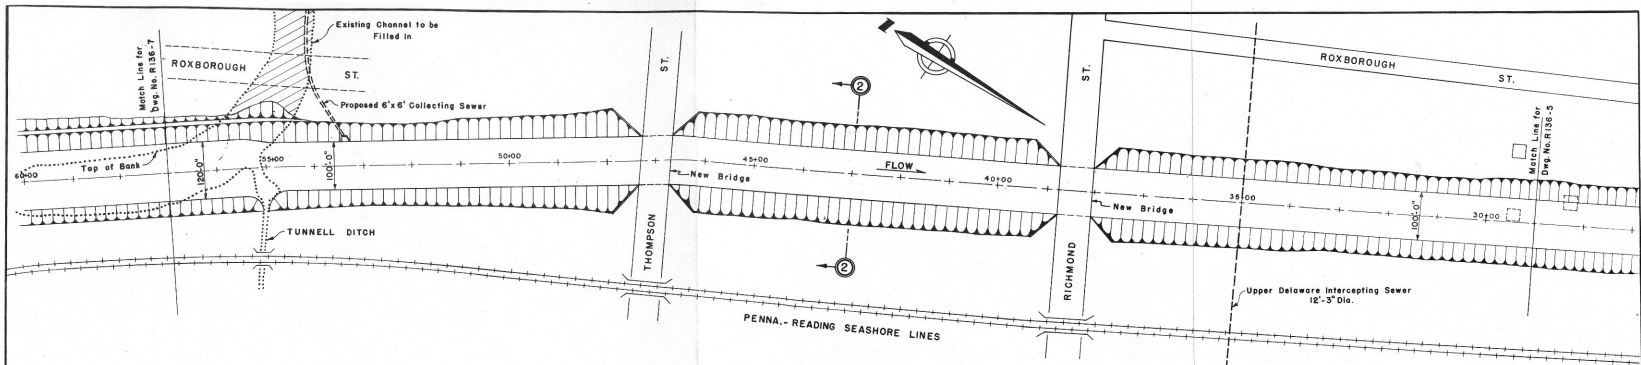 Existing Channel to be
Filled In
Match Line for
Dwg. No. R136-7
ROXBOROUGH ST.
Proposed 6'x6' Collecting Sewer
ST.
2
ST.
ROXBOROUGH ST.
Match Line for
Dwg. No. R136-5
Top of Bank
60+00
120'-0"
55+00
100'-0"
50+00
New Bridge
45+00
FLOW
40+00
New Bridge
35+00
100'-0"
30+00
TUNNELL DITCH
THOMPSON
2
RICHMOND
Upper Delaware Intercepting Sewer
12'-3" Dia.
PENNA.- READING SEASHORE LINES